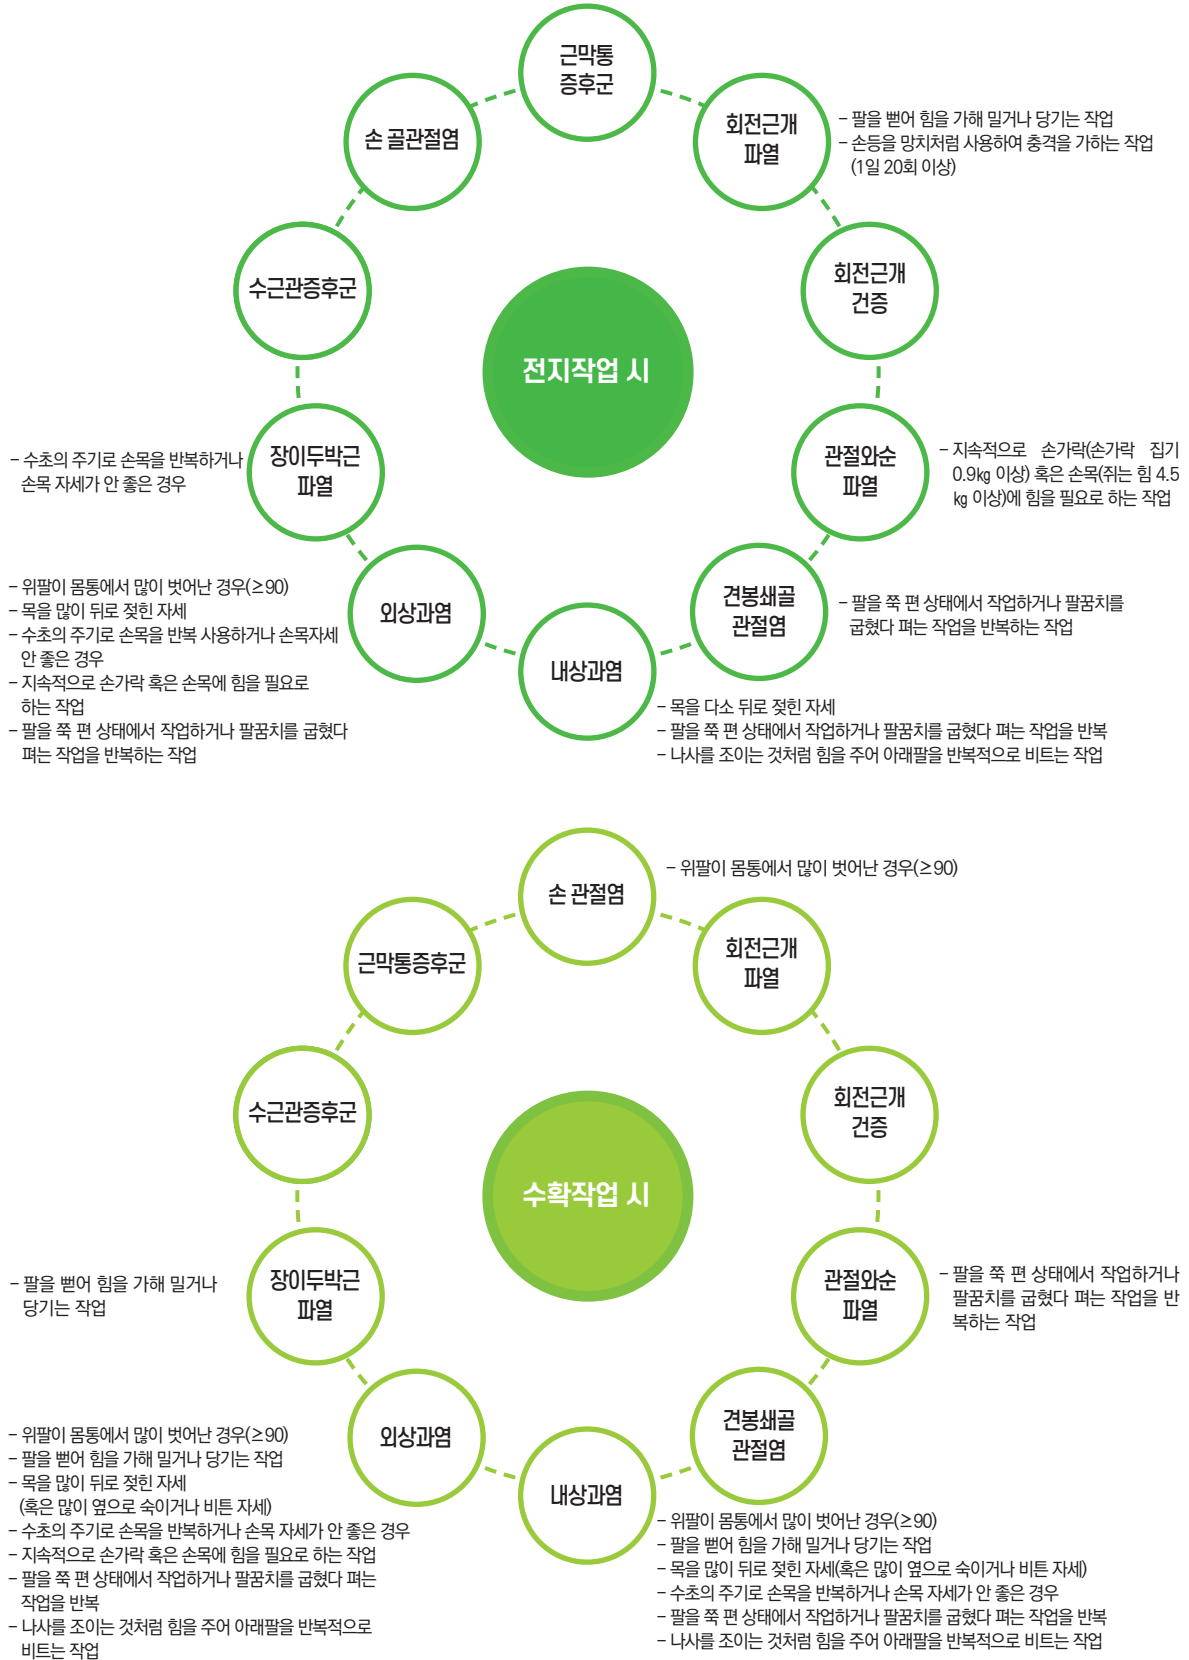 근막통
증후군
회전근개
파열
- 팔을 뻗어 힘을 가해 밀거나 당기는 작업
- 손등을 망치처럼 사용하여 충격을 가하는 작업
(1일 20회 이상)
손 골관절염
수근관증후군
회전근개
건증
전지작업 시
장이두박근
파열
- 수초의 주기로 손목을 반복하거나
손목 자세가 안 좋은 경우
관절와순
파열
- 지속적으로 손가락(손가락 집기
0.9kg 이상) 혹은 손목(쥐는 힘 4.5
kg 이상)에 힘을 필요로 하는 작업
외상과염
- 위팔이 몸통에서 많이 벗어난 경우(≥90)
- 목을 많이 뒤로 젖힌 자세
- 수초의 주기로 손목을 반복 사용하거나 손목자세
안 좋은 경우
- 지속적으로 손가락 혹은 손목에 힘을 필요로
하는 작업
- 팔을 쭉 편 상태에서 작업하거나 팔꿈치를 굽혔다
펴는 작업을 반복하는 작업
견봉쇄골
관절염
- 팔을 쭉 편 상태에서 작업하거나 팔꿈치를
굽혔다 펴는 작업을 반복하는 작업
내상과염
- 목을 다소 뒤로 젖힌 자세
- 팔을 쭉 편 상태에서 작업하거나 팔꿈치를 굽혔다 펴는 작업을 반복
- 나사를 조이는 것처럼 힘을 주어 아래팔을 반복적으로 비트는 작업
손 관절염
- 위팔이 몸통에서 많이 벗어난 경우(≥90)
근막통증후군
회전근개
파열
수근관증후군
회전근개
건증
수확작업 시
장이두박근
파열
- 팔을 뻗어 힘을 가해 밀거나
당기는 작업
관절와순
파열
- 팔을 쭉 편 상태에서 작업하거나
팔꿈치를 굽혔다 펴는 작업을 반
복하는 작업
외상과염
- 위팔이 몸통에서 많이 벗어난 경우(≥90)
- 팔을 뻗어 힘을 가해 밀거나 당기는 작업
- 목을 많이 뒤로 젖힌 자세
(혹은 많이 옆으로 숙이거나 비튼 자세)
- 수초의 주기로 손목을 반복하거나 손목 자세가 안 좋은 경우
- 지속적으로 손가락 혹은 손목에 힘을 필요로 하는 작업
- 팔을 쭉 편 상태에서 작업하거나 팔꿈치를 굽혔다 펴는
작업을 반복
- 나사를 조이는 것처럼 힘을 주어 아래팔을 반복적으로
비트는 작업
견봉쇄골
관절염
내상과염
- 위팔이 몸통에서 많이 벗어난 경우(≥90)
- 팔을 뻗어 힘을 가해 밀거나 당기는 작업
- 목을 많이 뒤로 젖힌 자세(혹은 많이 옆으로 숙이거나 비튼 자세)
- 수초의 주기로 손목을 반복하거나 손목 자세가 안 좋은 경우
- 팔을 쭉 편 상태에서 작업하거나 팔꿈치를 굽혔다 펴는 작업을 반복
- 나사를 조이는 것처럼 힘을 주어 아래팔을 반복적으로 비트는 작업